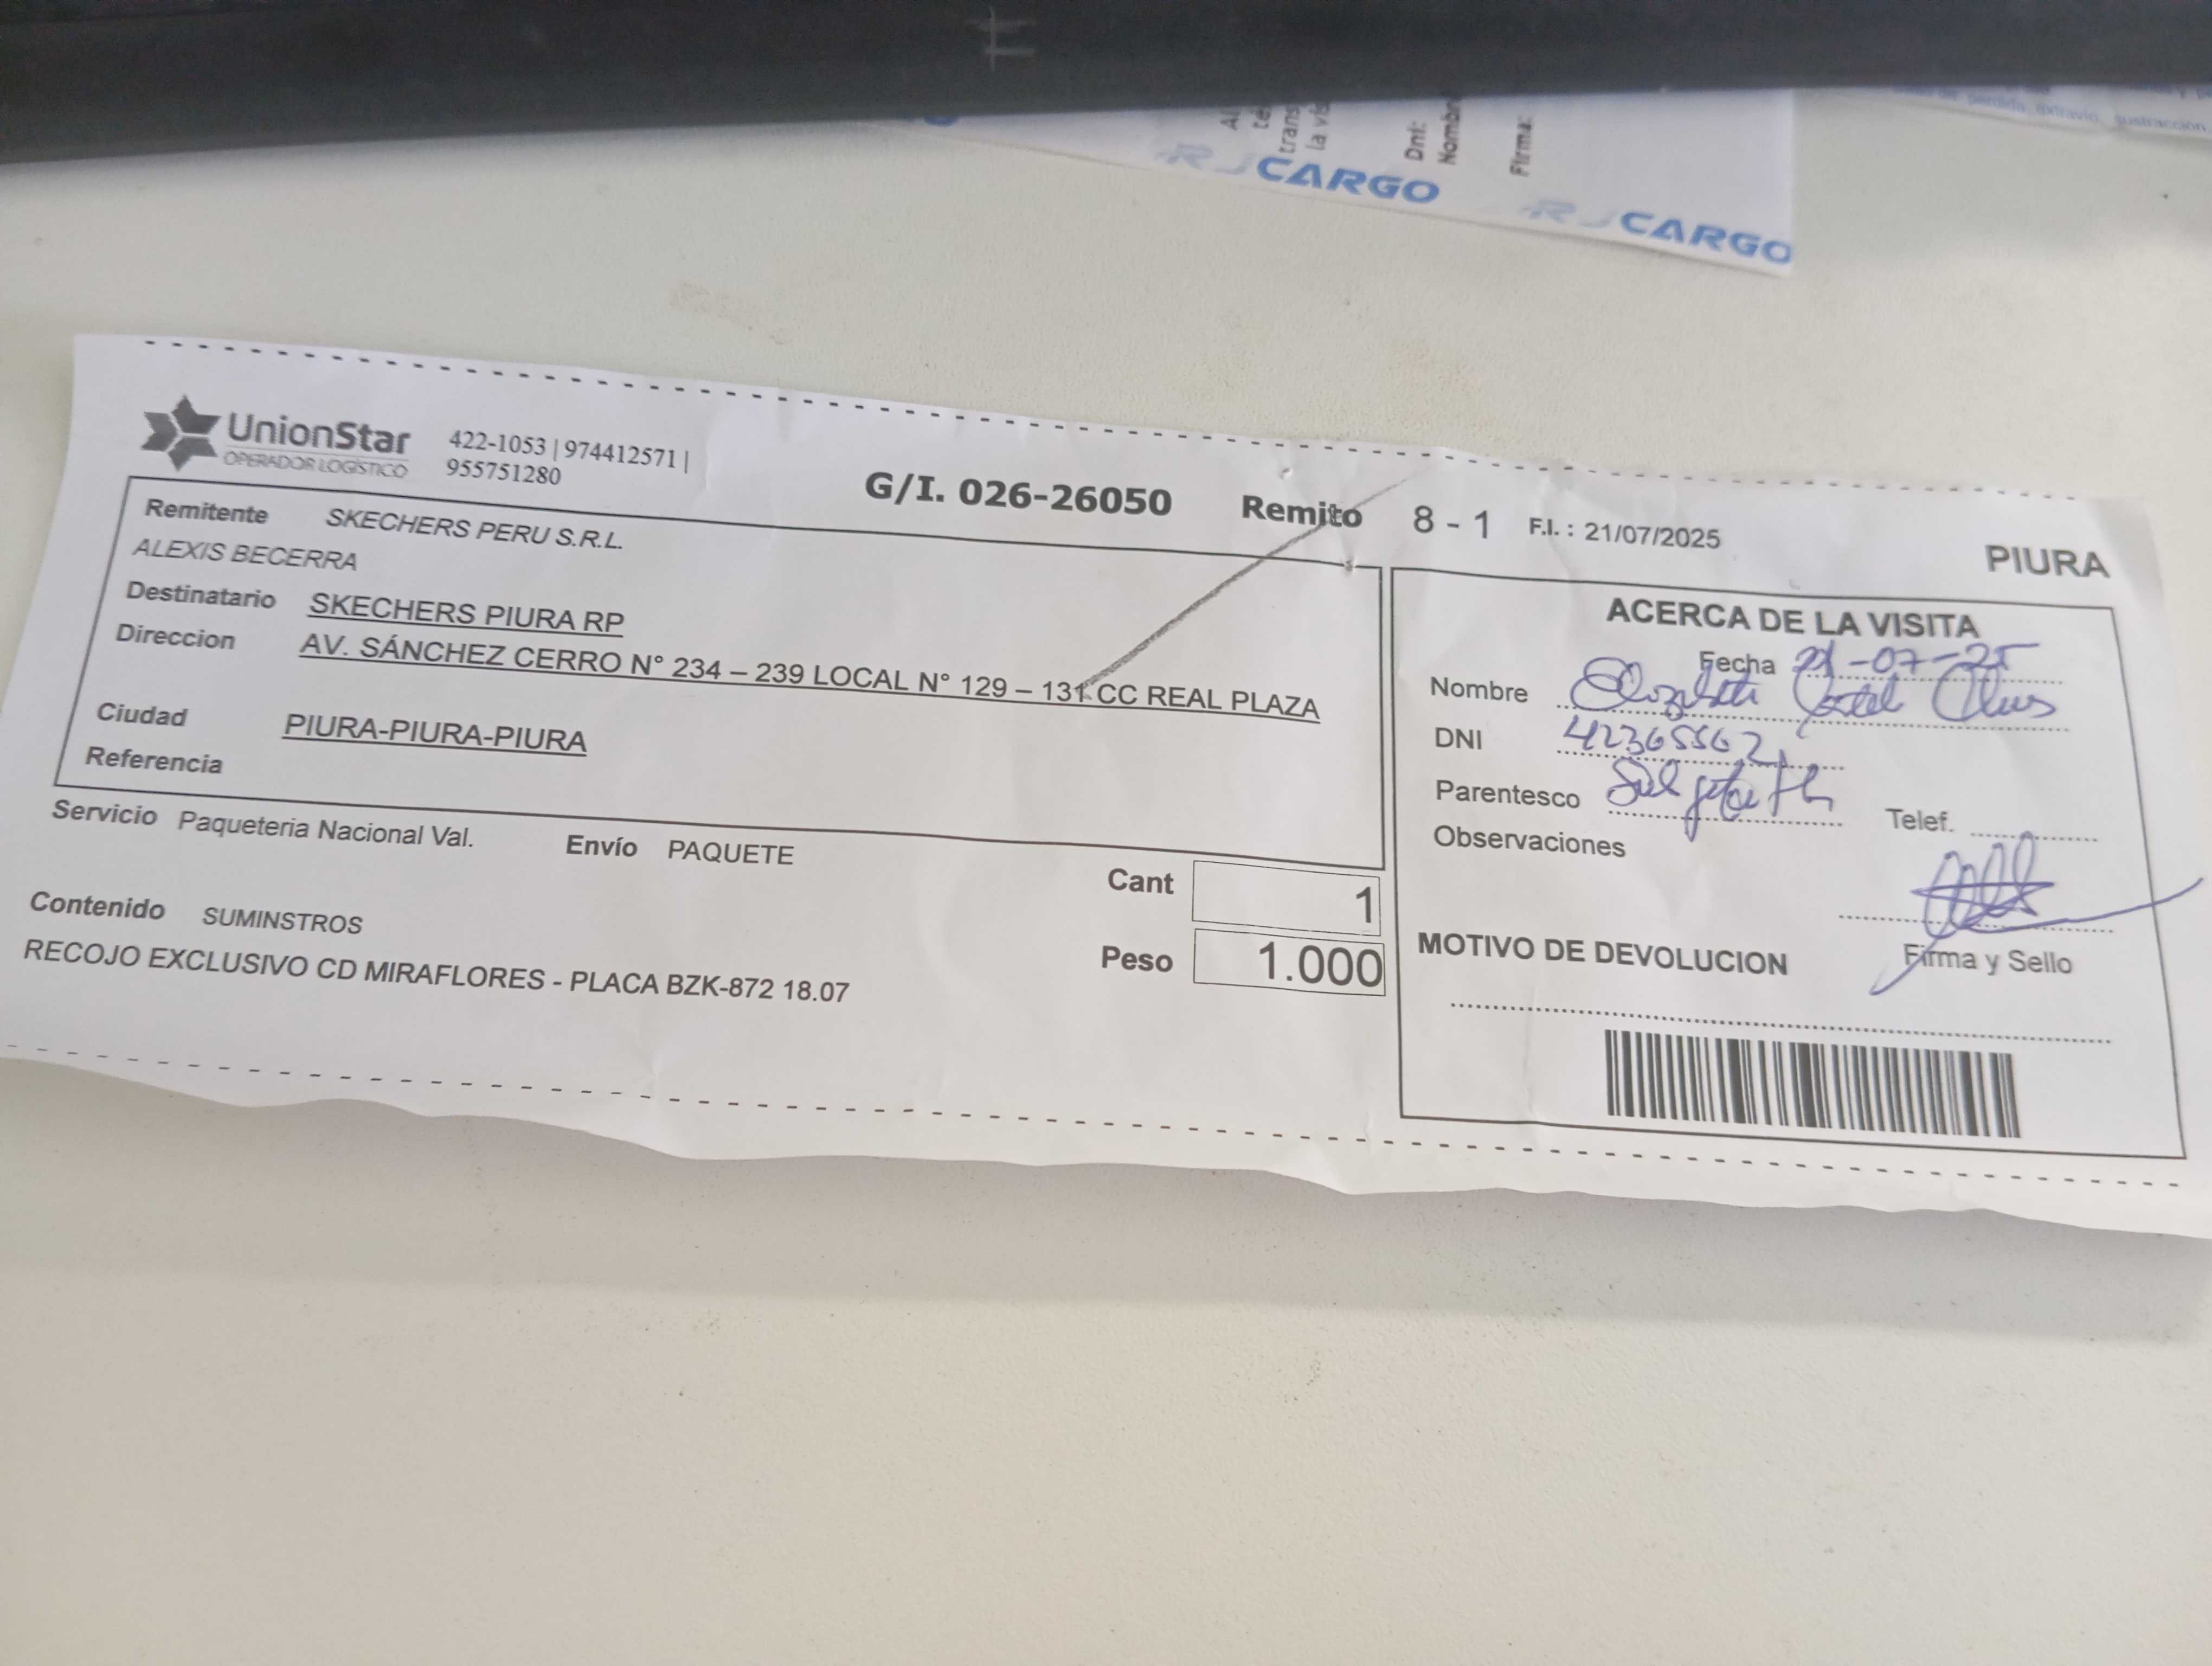 CARGO
CARGO
Dni:
Firma:
UnionStar
OPERADOR LOGÍSTICO
422-1053 | 974412571 |
955751280
G/I. 026-26050 Remito 8 - 1 F.I. : 21/07/2025
PIURA
Remitente SKECHERS PERU S.R.L.
ALEXIS BECERRA
Destinatario SKECHERS PIURA RP
Direccion AV. SÁNCHEZ CERRO N° 234 – 239 LOCAL N° 129 – 131 CC REAL PLAZA
Ciudad PIURA-PIURA-PIURA
Referencia
Servicio Paqueteria Nacional Val. Envío PAQUETE
Cant 1
Contenido SUMINSTROS
Peso 1.000
RECOJO EXCLUSIVO CD MIRAFLORES - PLACA BZK-872 18.07
ACERCA DE LA VISITA
Fecha 21-07-25
Nombre
DNI 42365562
Parentesco
Telef.
Observaciones
Firma y Sello
MOTIVO DE DEVOLUCION